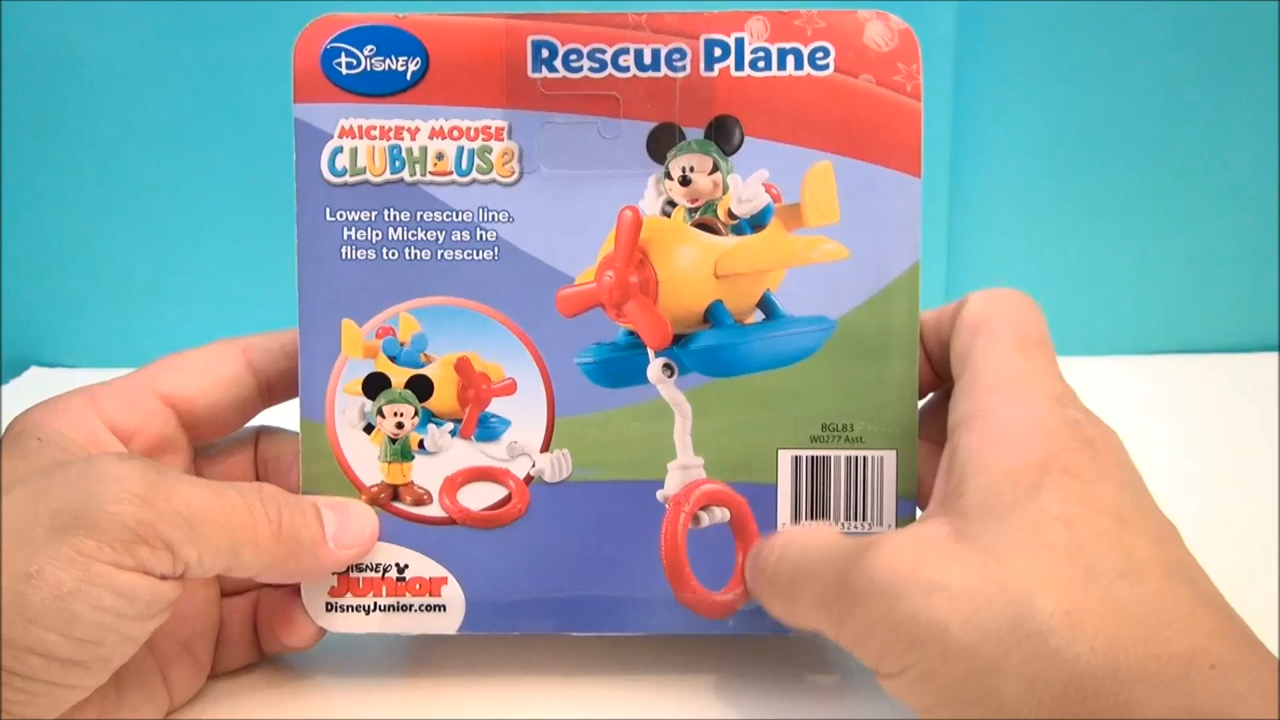 Disney
Rescue Plane
MICKEY MOUSE
CLUBHOUSE
Lower the rescue line.
Help Mickey as he
flies to the rescue!
BGL83
W0277 Asst.
32453
Disney
Junior
DisneyJunior.com